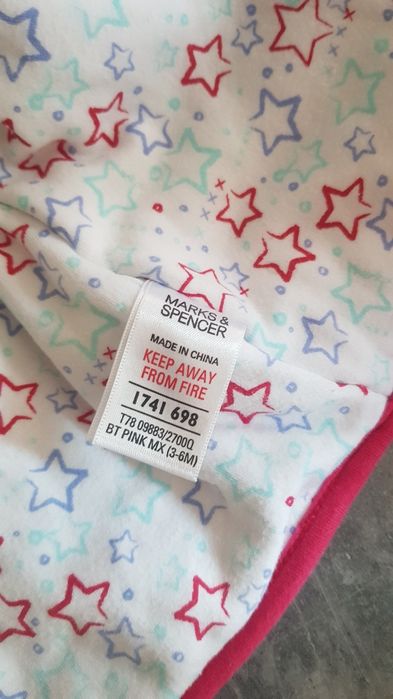 MARKS &
SPENCER
MADE IN CHINA
KEEP AWAY
FROM FIRE
1741 698
T78 09883/2700Q
BT PINK MX (3-6M)